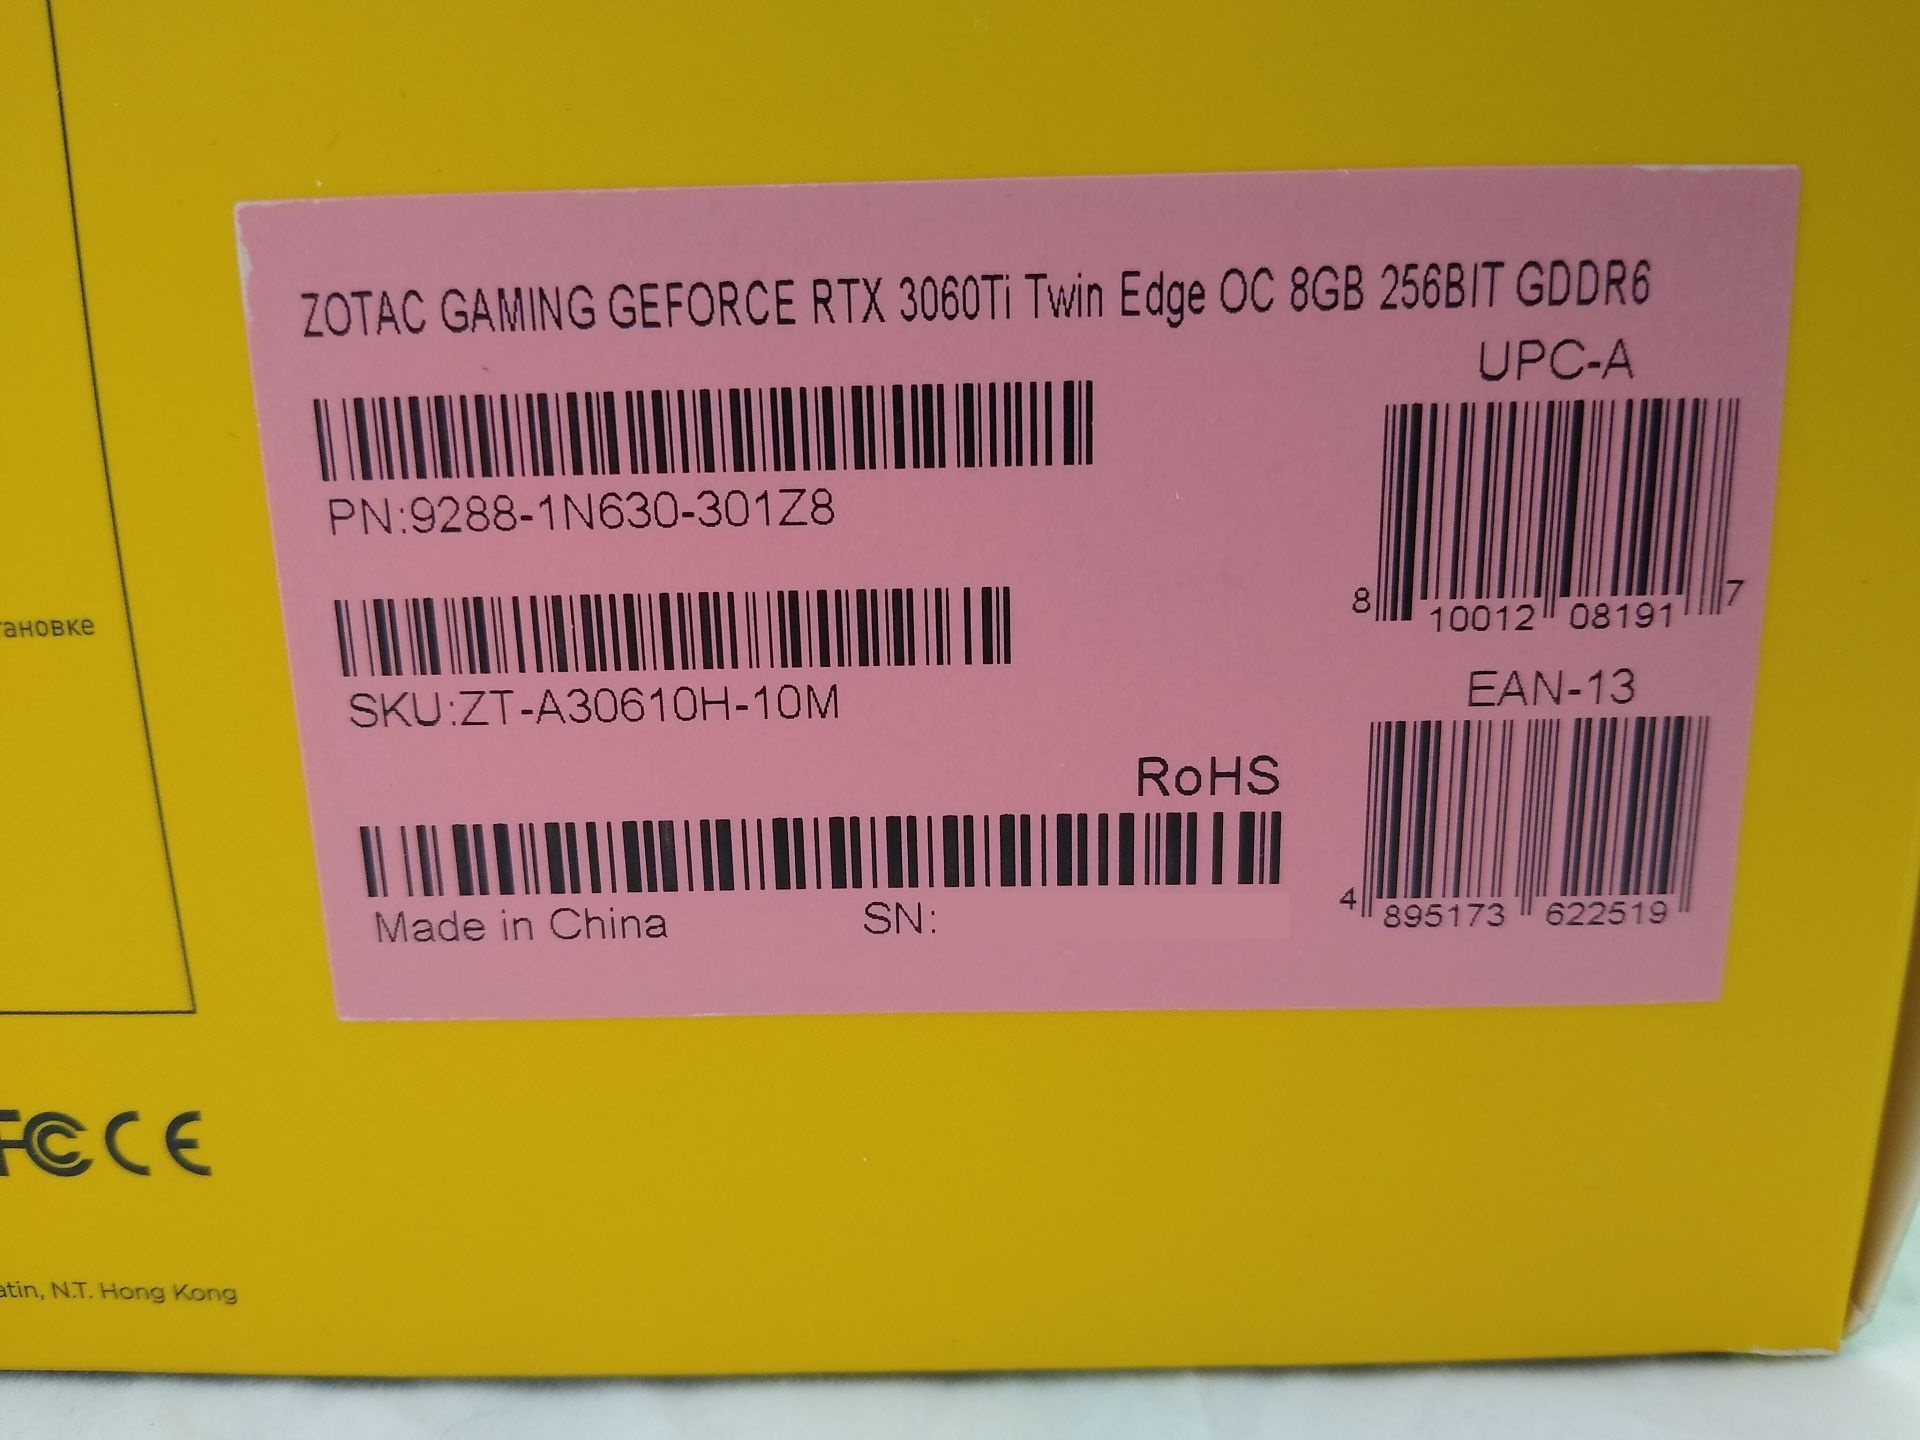 ZOTAC GAMING GEFORCE RTX 3060Ti Twin Edge OC 8GB 256BIT GDDR6
UPC-A
PN:9288-1N630-301Z8
8 10012 08191 7
SKU:ZT-A30610H-10M
EAN-13
RoHS
Made in China SN:
4 895173 622519
тановке
FC CE
atin, N.T. Hong Kong